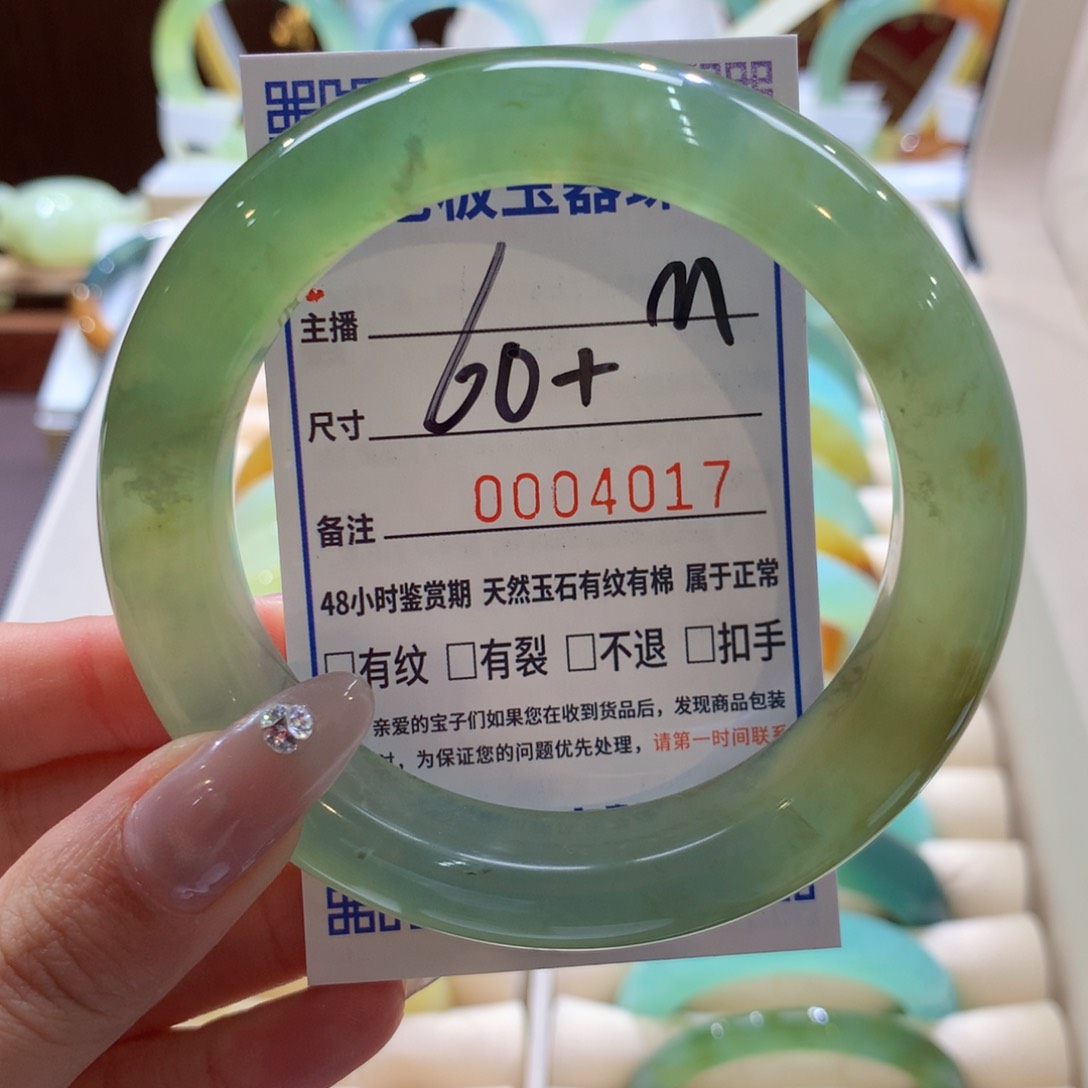 板玉器
主播 m
尺寸 60+
备注 0004017
48小时鉴赏期 天然玉石有纹有棉 属于正常
□有纹 □有裂 □不退 □扣手
亲爱的宝子们如果您在收到货品后，发现商品包装
时，为保证您的问题优先处理，请第一时间联系